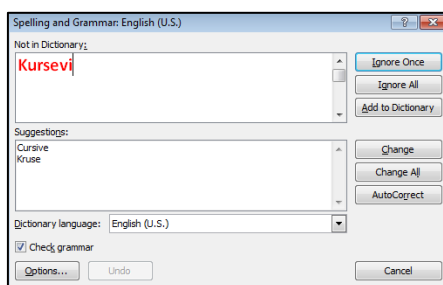 Spelling and Grammar: English (U.S.)
Not in Dictionary:
Kursevi
Ignore Once
Ignore All
Add to Dictionary
Suggestions:
Cursive
Kruse
Change
Change All
AutoCorrect
Dictionary language: English (U.S.)
Check grammar
Options... Undo Cancel